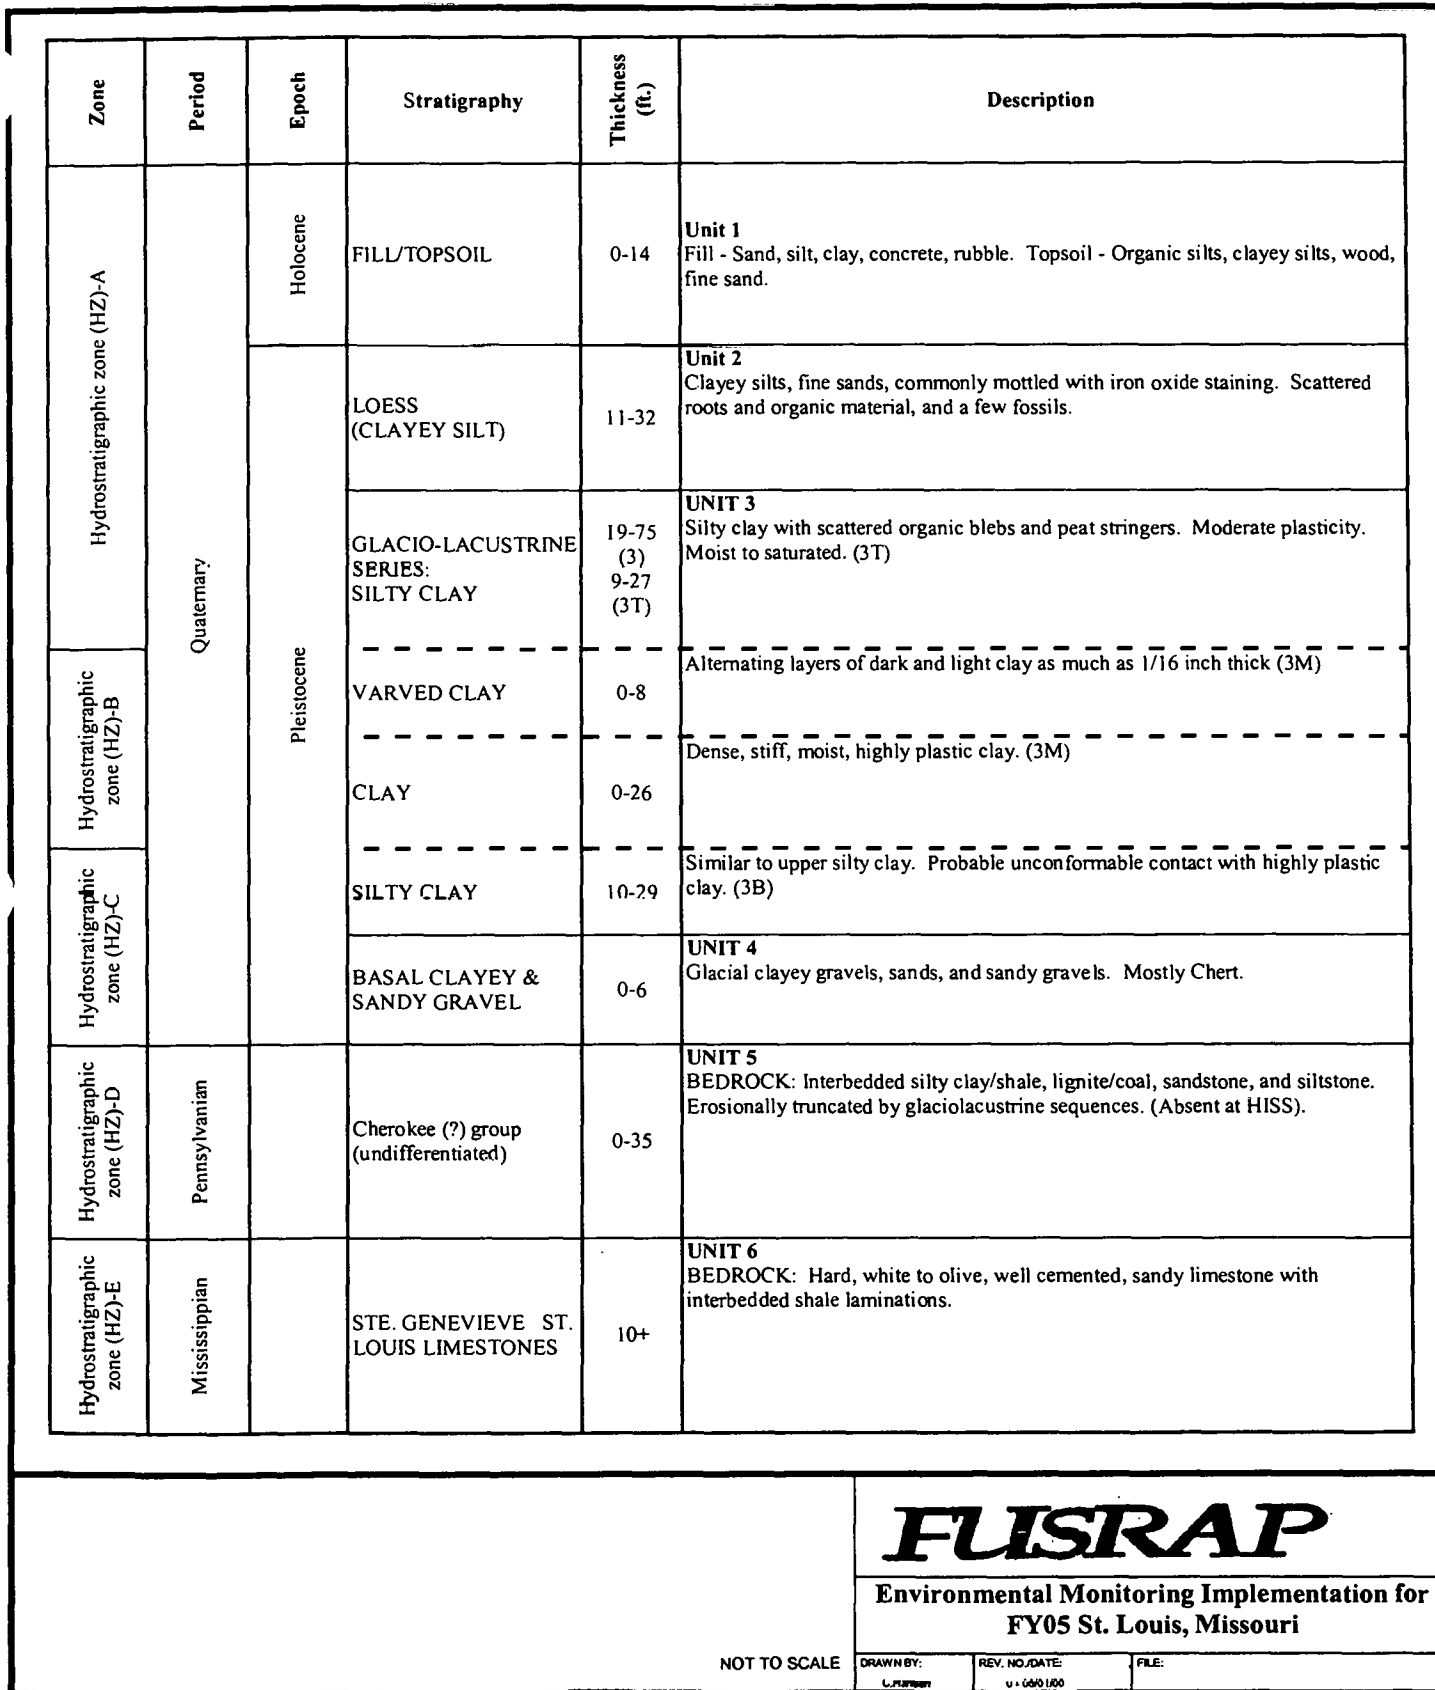 Zone
Period
Epoch
Stratigraphy
Thickness
(ft.)
Description
Hydrostratigraphic zone (HZ)-A
Quaternary
Holocene
FILL/TOPSOIL
0-14
Unit 1
Fill - Sand, silt, clay, concrete, rubble. Topsoil - Organic silts, clayey silts, wood,
fine sand.
Pleistocene
LOESS
(CLAYEY SILT)
11-32
Unit 2
Clayey silts, fine sands, commonly mottled with iron oxide staining. Scattered
roots and organic material, and a few fossils.
GLACIO-LACUSTRINE
SERIES:
SILTY CLAY
19-75
(3)
9-27
(3T)
UNIT 3
Silty clay with scattered organic blebs and peat stringers. Moderate plasticity.
Moist to saturated. (3T)
Hydrostratigraphic
zone (HZ)-B
VARVED CLAY
0-8
Alternating layers of dark and light clay as much as 1/16 inch thick (3M)
CLAY
0-26
Dense, stiff, moist, highly plastic clay. (3M)
Hydrostratigraphic
zone (HZ)-C
SILTY CLAY
10-29
Similar to upper silty clay. Probable unconformable contact with highly plastic
clay. (3B)
BASAL CLAYEY &
SANDY GRAVEL
0-6
UNIT 4
Glacial clayey gravels, sands, and sandy gravels. Mostly Chert.
Hydrostratigraphic
zone (HZ)-D
Pennsylvanian
Cherokee (?) group
(undifferentiated)
0-35
UNIT 5
BEDROCK: Interbedded silty clay/shale, lignite/coal, sandstone, and siltstone.
Erosionally truncated by glaciolacustrine sequences. (Absent at HISS).
Hydrostratigraphic
zone (HZ)-E
Mississippian
STE. GENEVIEVE ST.
LOUIS LIMESTONES
10+
UNIT 6
BEDROCK: Hard, white to olive, well cemented, sandy limestone with
interbedded shale laminations.
FUSRAP
Environmental Monitoring Implementation for
FY05 St. Louis, Missouri
NOT TO SCALE
DRAWN BY:
REV. NO./DATE:
FILE: